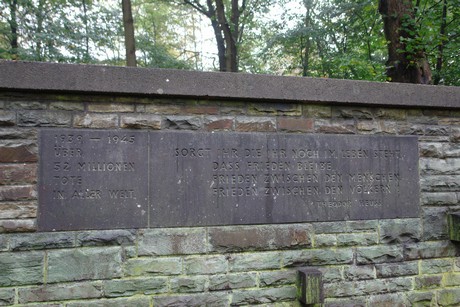 1939 – 1945
ÜBER
52 MILLIONEN
TOTE
IN ALLER WELT
SORGT IHR DIE IHR NOCH IM LEBEN STEHT
DASS FRIEDEN BLEIBE
FRIEDEN ZWISCHEN DEN MENSCHEN
FRIEDEN ZWISCHEN DEN VÖLKERN
THEODOR HEUSS